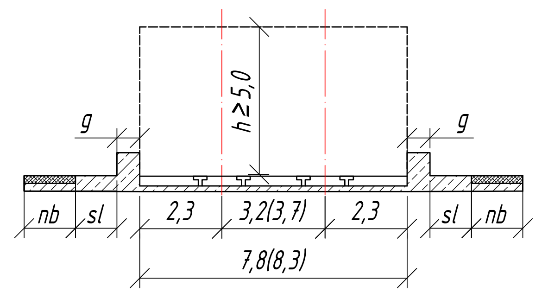 h ≥ 5,0
g g
nb sl 2,3 3,2(3,7) 2,3 sl nb
7,8(8,3)